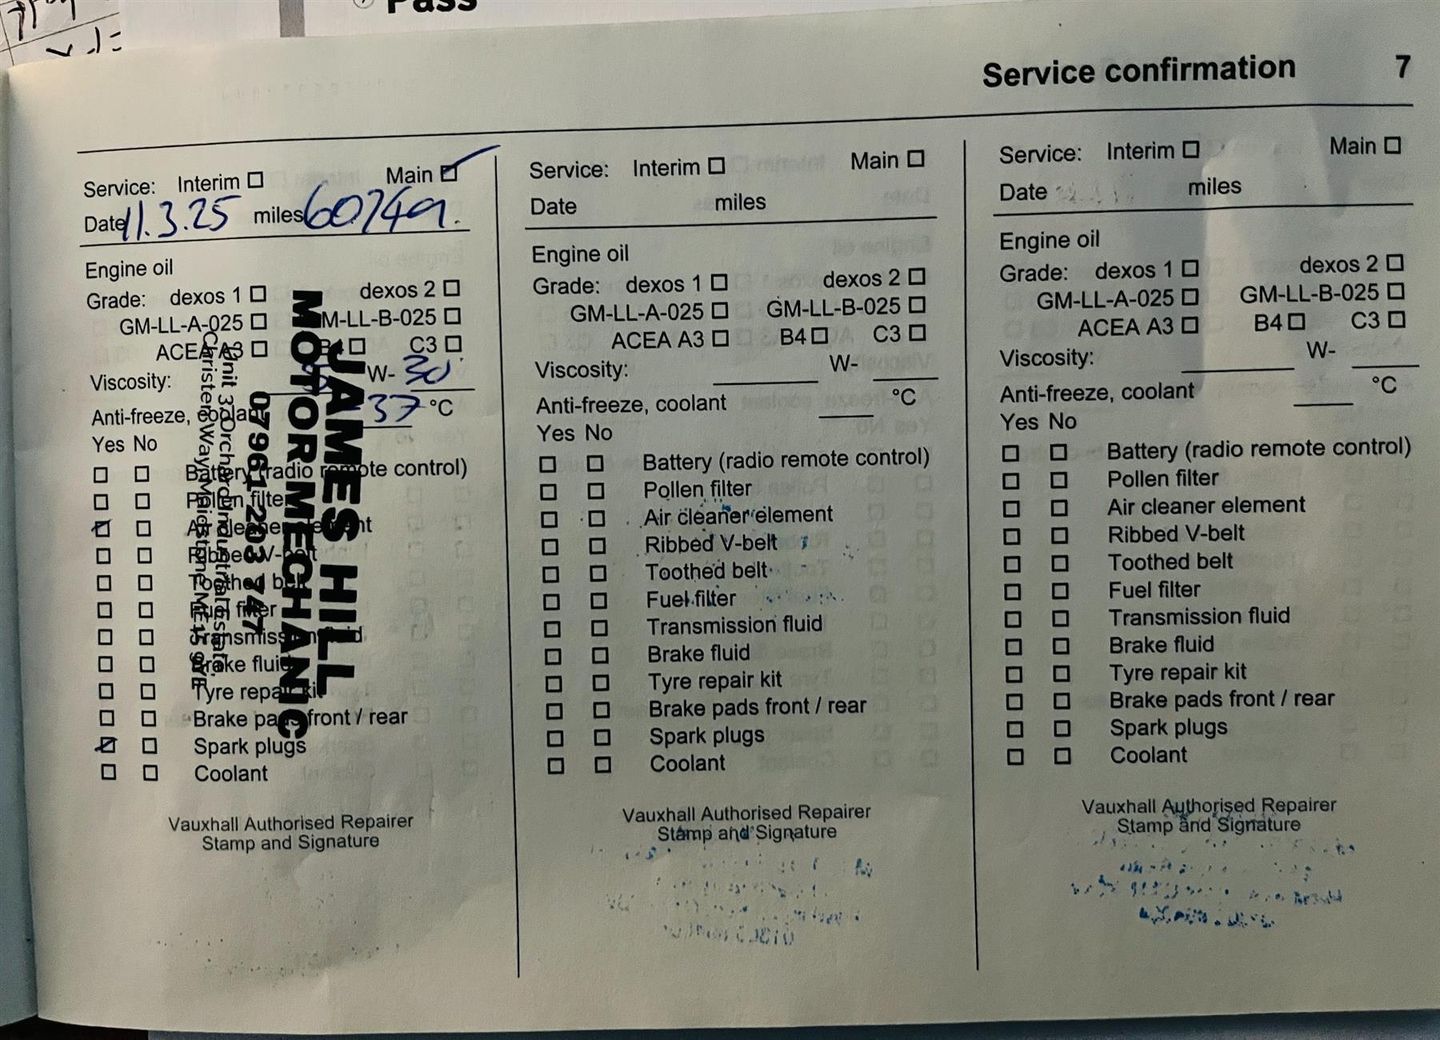 Pass
Service confirmation 7
Service: Interim Main
Date 11.3.25 miles 60749.
Engine oil
Grade: dexos 1 dexos 2
GM-LL-A-025 M-LL-B-025
ACEA A3 B4 C3
Viscosity: W- 30
Anti-freeze, coolant -37 °C
Yes No
Battery (radio remote control)
Pollen filter
Air cleaner element
Ribbed V-belt
Toothed belt
Fuel filter
Transmission fluid
Brake fluid
Tyre repair kit
Brake pads front / rear
Spark plugs
Coolant
Vauxhall Authorised Repairer
Stamp and Signature
JAMES HILL
MOTOR MECHANIC
07961 203 747
Unit 3 Orchard Industrial Estate,
Maidstone, ME15
Service: Interim Main
Date miles
Engine oil
Grade: dexos 1 dexos 2
GM-LL-A-025 GM-LL-B-025
ACEA A3 B4 C3
Viscosity: W-
Anti-freeze, coolant °C
Yes No
Battery (radio remote control)
Pollen filter
Air cleaner element
Ribbed V-belt
Toothed belt
Fuel filter
Transmission fluid
Brake fluid
Tyre repair kit
Brake pads front / rear
Spark plugs
Coolant
Vauxhall Authorised Repairer
Stamp and Signature
Service: Interim Main
Date miles
Engine oil
Grade: dexos 1 dexos 2
GM-LL-A-025 GM-LL-B-025
ACEA A3 B4 C3
Viscosity: W-
Anti-freeze, coolant °C
Yes No
Battery (radio remote control)
Pollen filter
Air cleaner element
Ribbed V-belt
Toothed belt
Fuel filter
Transmission fluid
Brake fluid
Tyre repair kit
Brake pads front / rear
Spark plugs
Coolant
Vauxhall Authorised Repairer
Stamp and Signature